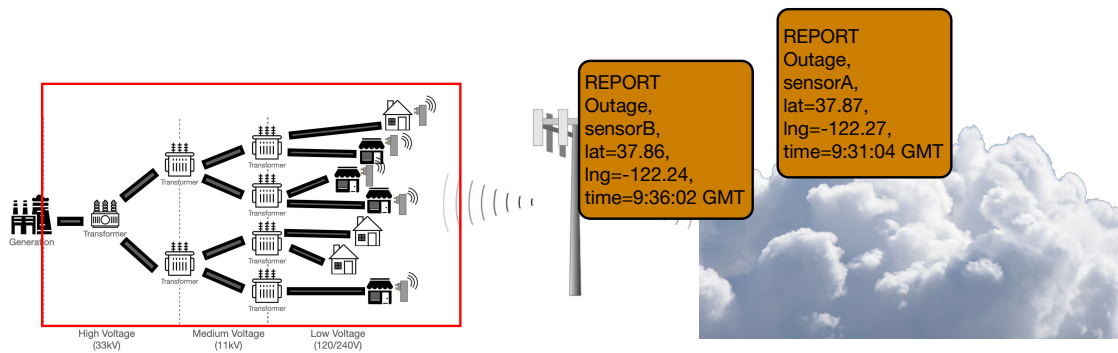 REPORT
Outage,
sensorA,
lat=37.87,
lng=-122.27,
time=9:31:04 GMT
REPORT
Outage,
sensorB,
lat=37.86,
lng=-122.24,
time=9:36:02 GMT
Transformer
Transformer
Transformer
Generation
Transformer
Transformer
Transformer
Transformer
High Voltage
(33kV)
Medium Voltage
(11kV)
Low Voltage
(120/240V)